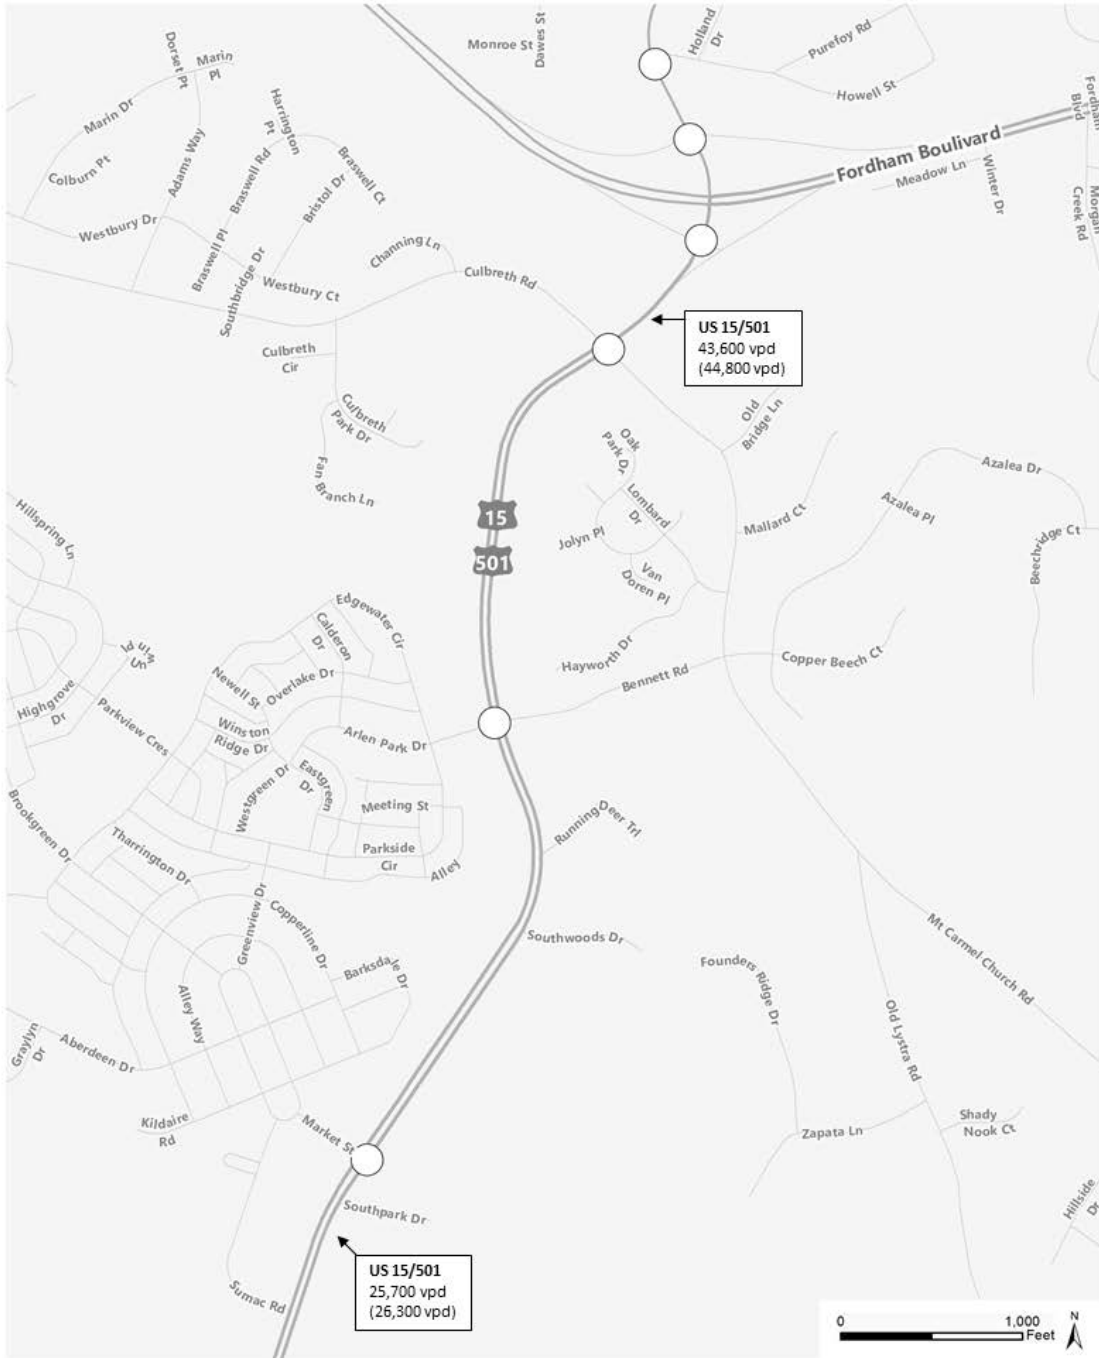 Monroe St
Dawes St
Holland
Dr
Purefoy Rd
Howell St
Fordham
Blvd
Fordham Boulivard
Meadow Ln
Winter Dr
Morgan
Creek Rd
Dorset Pt
Marin
Pl
Marin Dr
Colburn Pt
Adams Way
Harrington
Pt
Braswell Rd
Braswell Ct
Bristol Dr
Westbury Dr
Braswell Pl
Southbridge Dr
Westbury Ct
Channing Ln
Culbreth Rd
US 15/501
43,600 vpd
(44,800 vpd)
Culbreth
Cir
Culbreth
Park Dr
Fan
Branch Ln
Old
Bridge Ln
Oak
Park Dr
Lombard
Dr
Jolyn Pl
Van
Doren Pl
Mallard Ct
Azalea Dr
Azalea Pl
Beechridge Ct
15
501
Hillspring Ln
Edgewater Cir
Calderon
Dr
Win
Un Pl
Newell St
Overlake Dr
Hayworth Dr
Bennett Rd
Copper Beech Ct
Highgrove
Dr
Parkview Cres
Winston
Ridge Dr
Arlen Park Dr
Westgreen Dr
Eastgreen
Dr
Meeting St
Brookgreen Dr
Tharrington Dr
Parkside
Cir
Alley
Running Deer Trl
Greenview Dr
Copperline Dr
Southwoods Dr
Barksdale Dr
Founders
Ridge Dr
Mt Carmel Church Rd
Alley Way
Graylyn
Dr
Aberdeen Dr
Old Lystra Rd
Kildaire
Rd
Market St
Zapata Ln
Shady
Nook Ct
Southpark Dr
Hillside
Dr
US 15/501
25,700 vpd
(26,300 vpd)
Sumac Rd
0
1,000
Feet
N